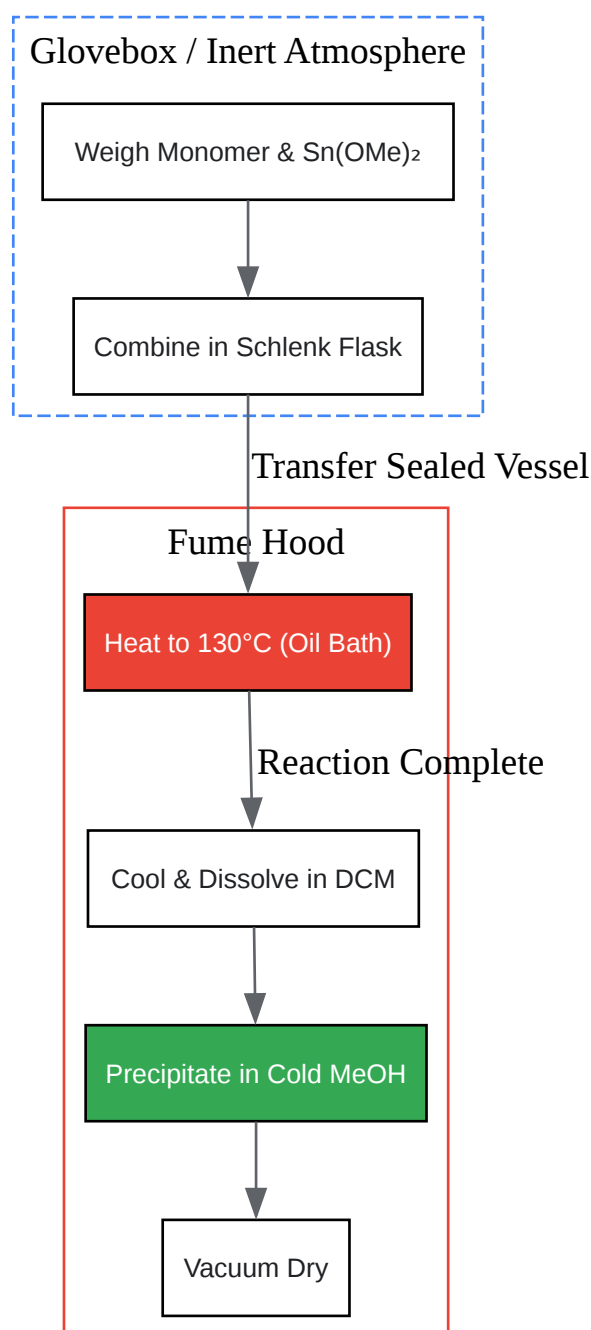 Glovebox / Inert Atmosphere
Weigh Monomer & Sn(OMe)₂
Combine in Schlenk Flask
Transfer Sealed Vessel
Fume Hood
Heat to 130°C (Oil Bath)
Reaction Complete
Cool & Dissolve in DCM
Precipitate in Cold MeOH
Vacuum Dry